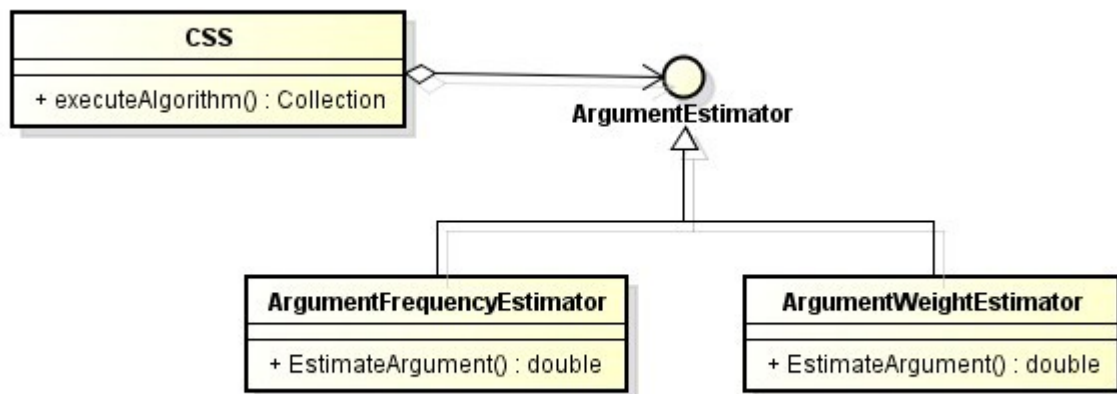 CSS
+ executeAlgorithm() : Collection
ArgumentEstimator
ArgumentFrequencyEstimator
+ EstimateArgument() : double
ArgumentWeightEstimator
+ EstimateArgument() : double